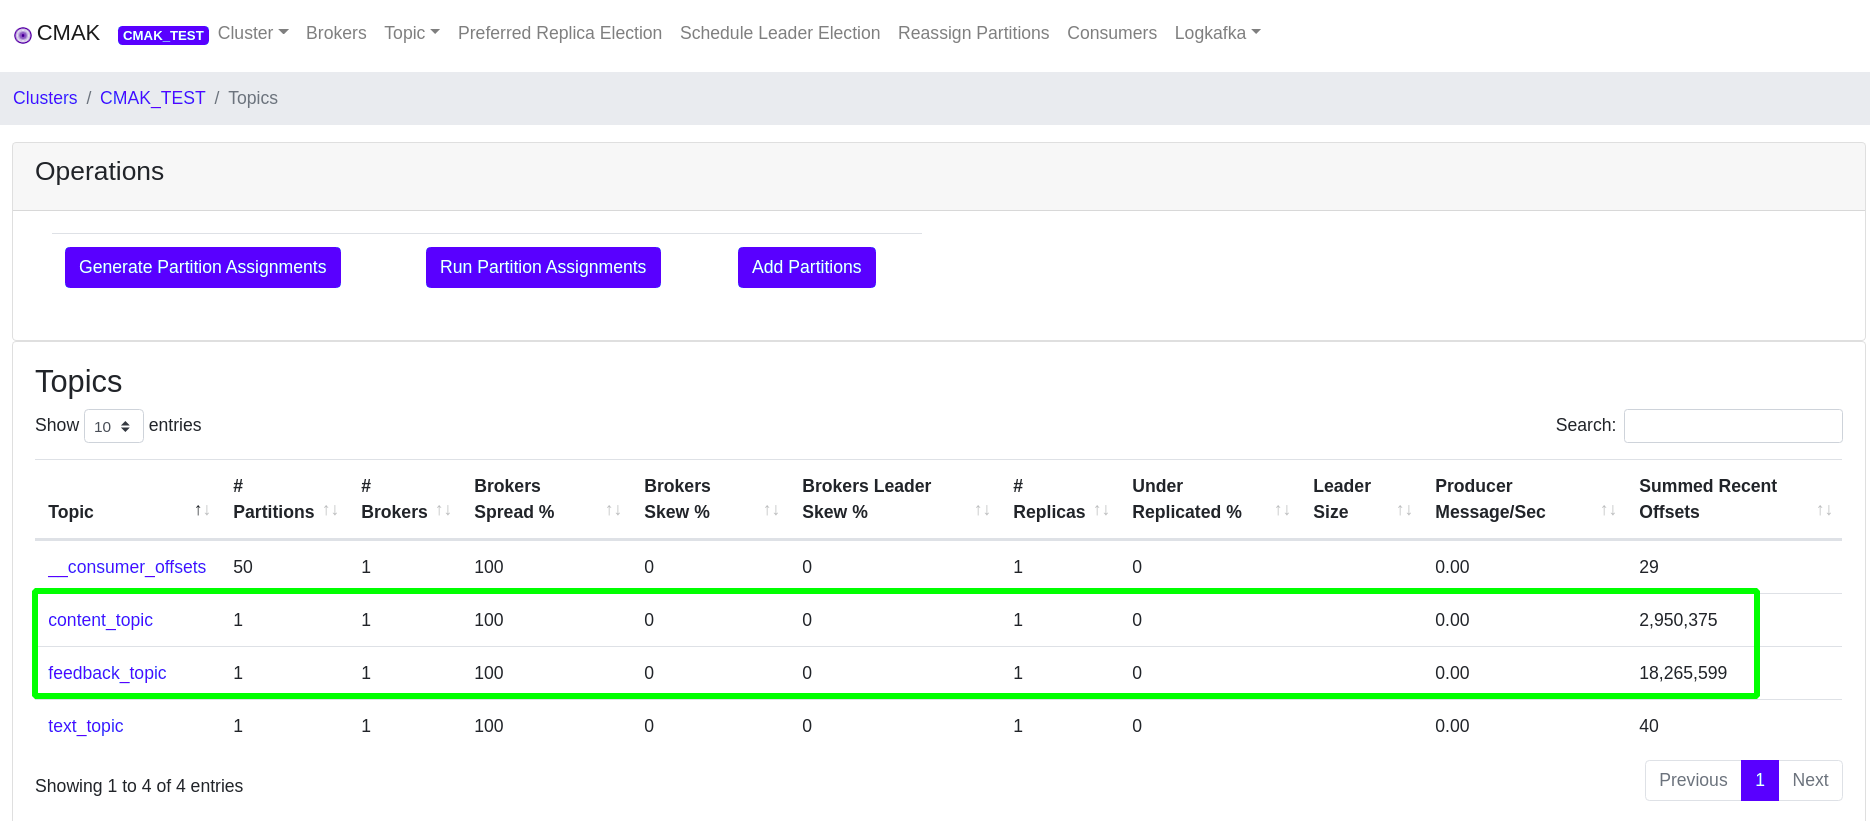 CMAK CMAK_TEST Cluster Brokers Topic Preferred Replica Election Schedule Leader Election Reassign Partitions Consumers Logkafka
Clusters / CMAK_TEST / Topics
Operations
Generate Partition Assignments Run Partition Assignments Add Partitions
Topics
Show 10 entries Search:
Topic ↑↓ # Partitions ↑↓ # Brokers ↑↓ Brokers Spread % ↑↓ Brokers Skew % ↑↓ Brokers Leader Skew % ↑↓ # Replicas ↑↓ Under Replicated % ↑↓ Leader Size ↑↓ Producer Message/Sec ↑↓ Summed Recent Offsets ↑↓
__consumer_offsets 50 1 100 0 0 1 0 0.00 29
content_topic 1 1 100 0 0 1 0 0.00 2,950,375
feedback_topic 1 1 100 0 0 1 0 0.00 18,265,599
text_topic 1 1 100 0 0 1 0 0.00 40
Showing 1 to 4 of 4 entries Previous 1 Next